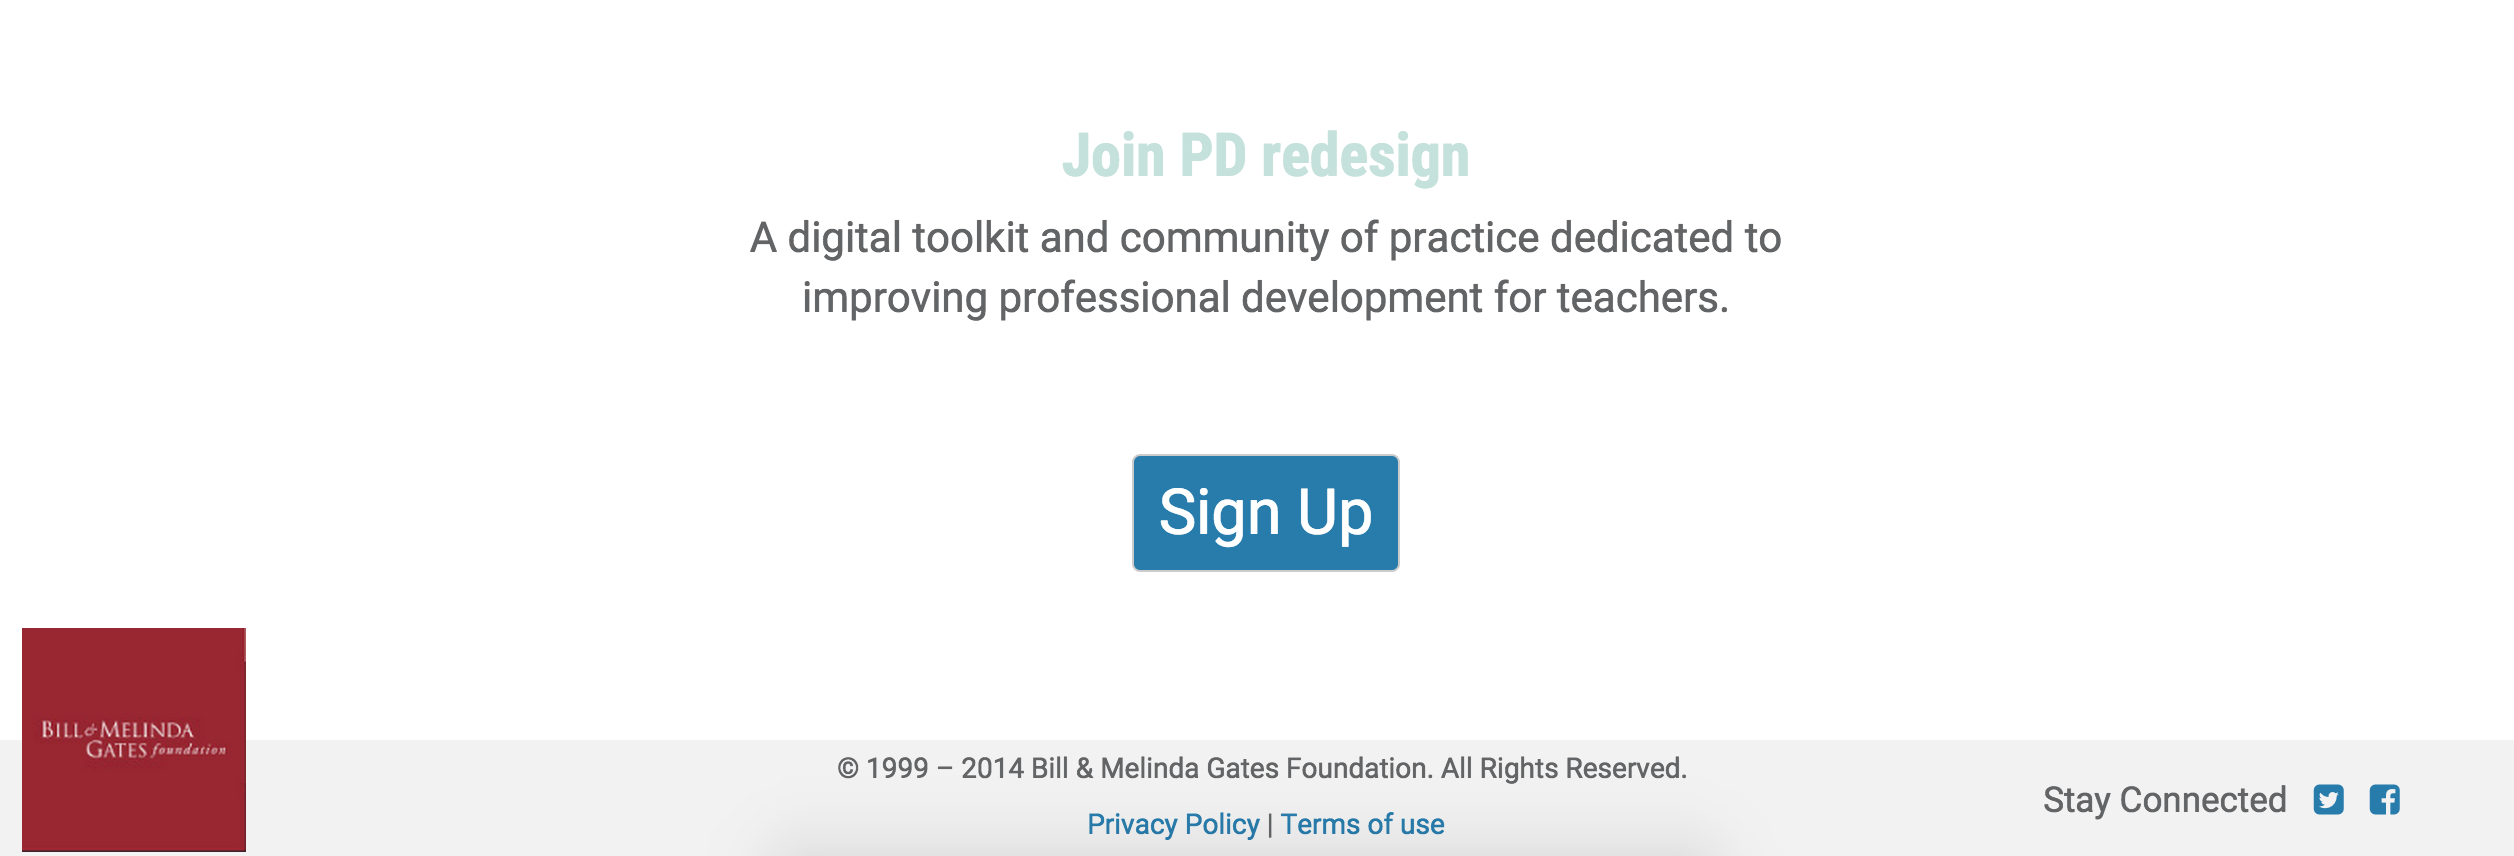 Join PD redesign
A digital toolkit and community of practice dedicated to
improving professional development for teachers.
Sign Up
BILL & MELINDA
GATES foundation
© 1999 – 2014 Bill & Melinda Gates Foundation. All Rights Reserved.
Privacy Policy | Terms of use
Stay Connected